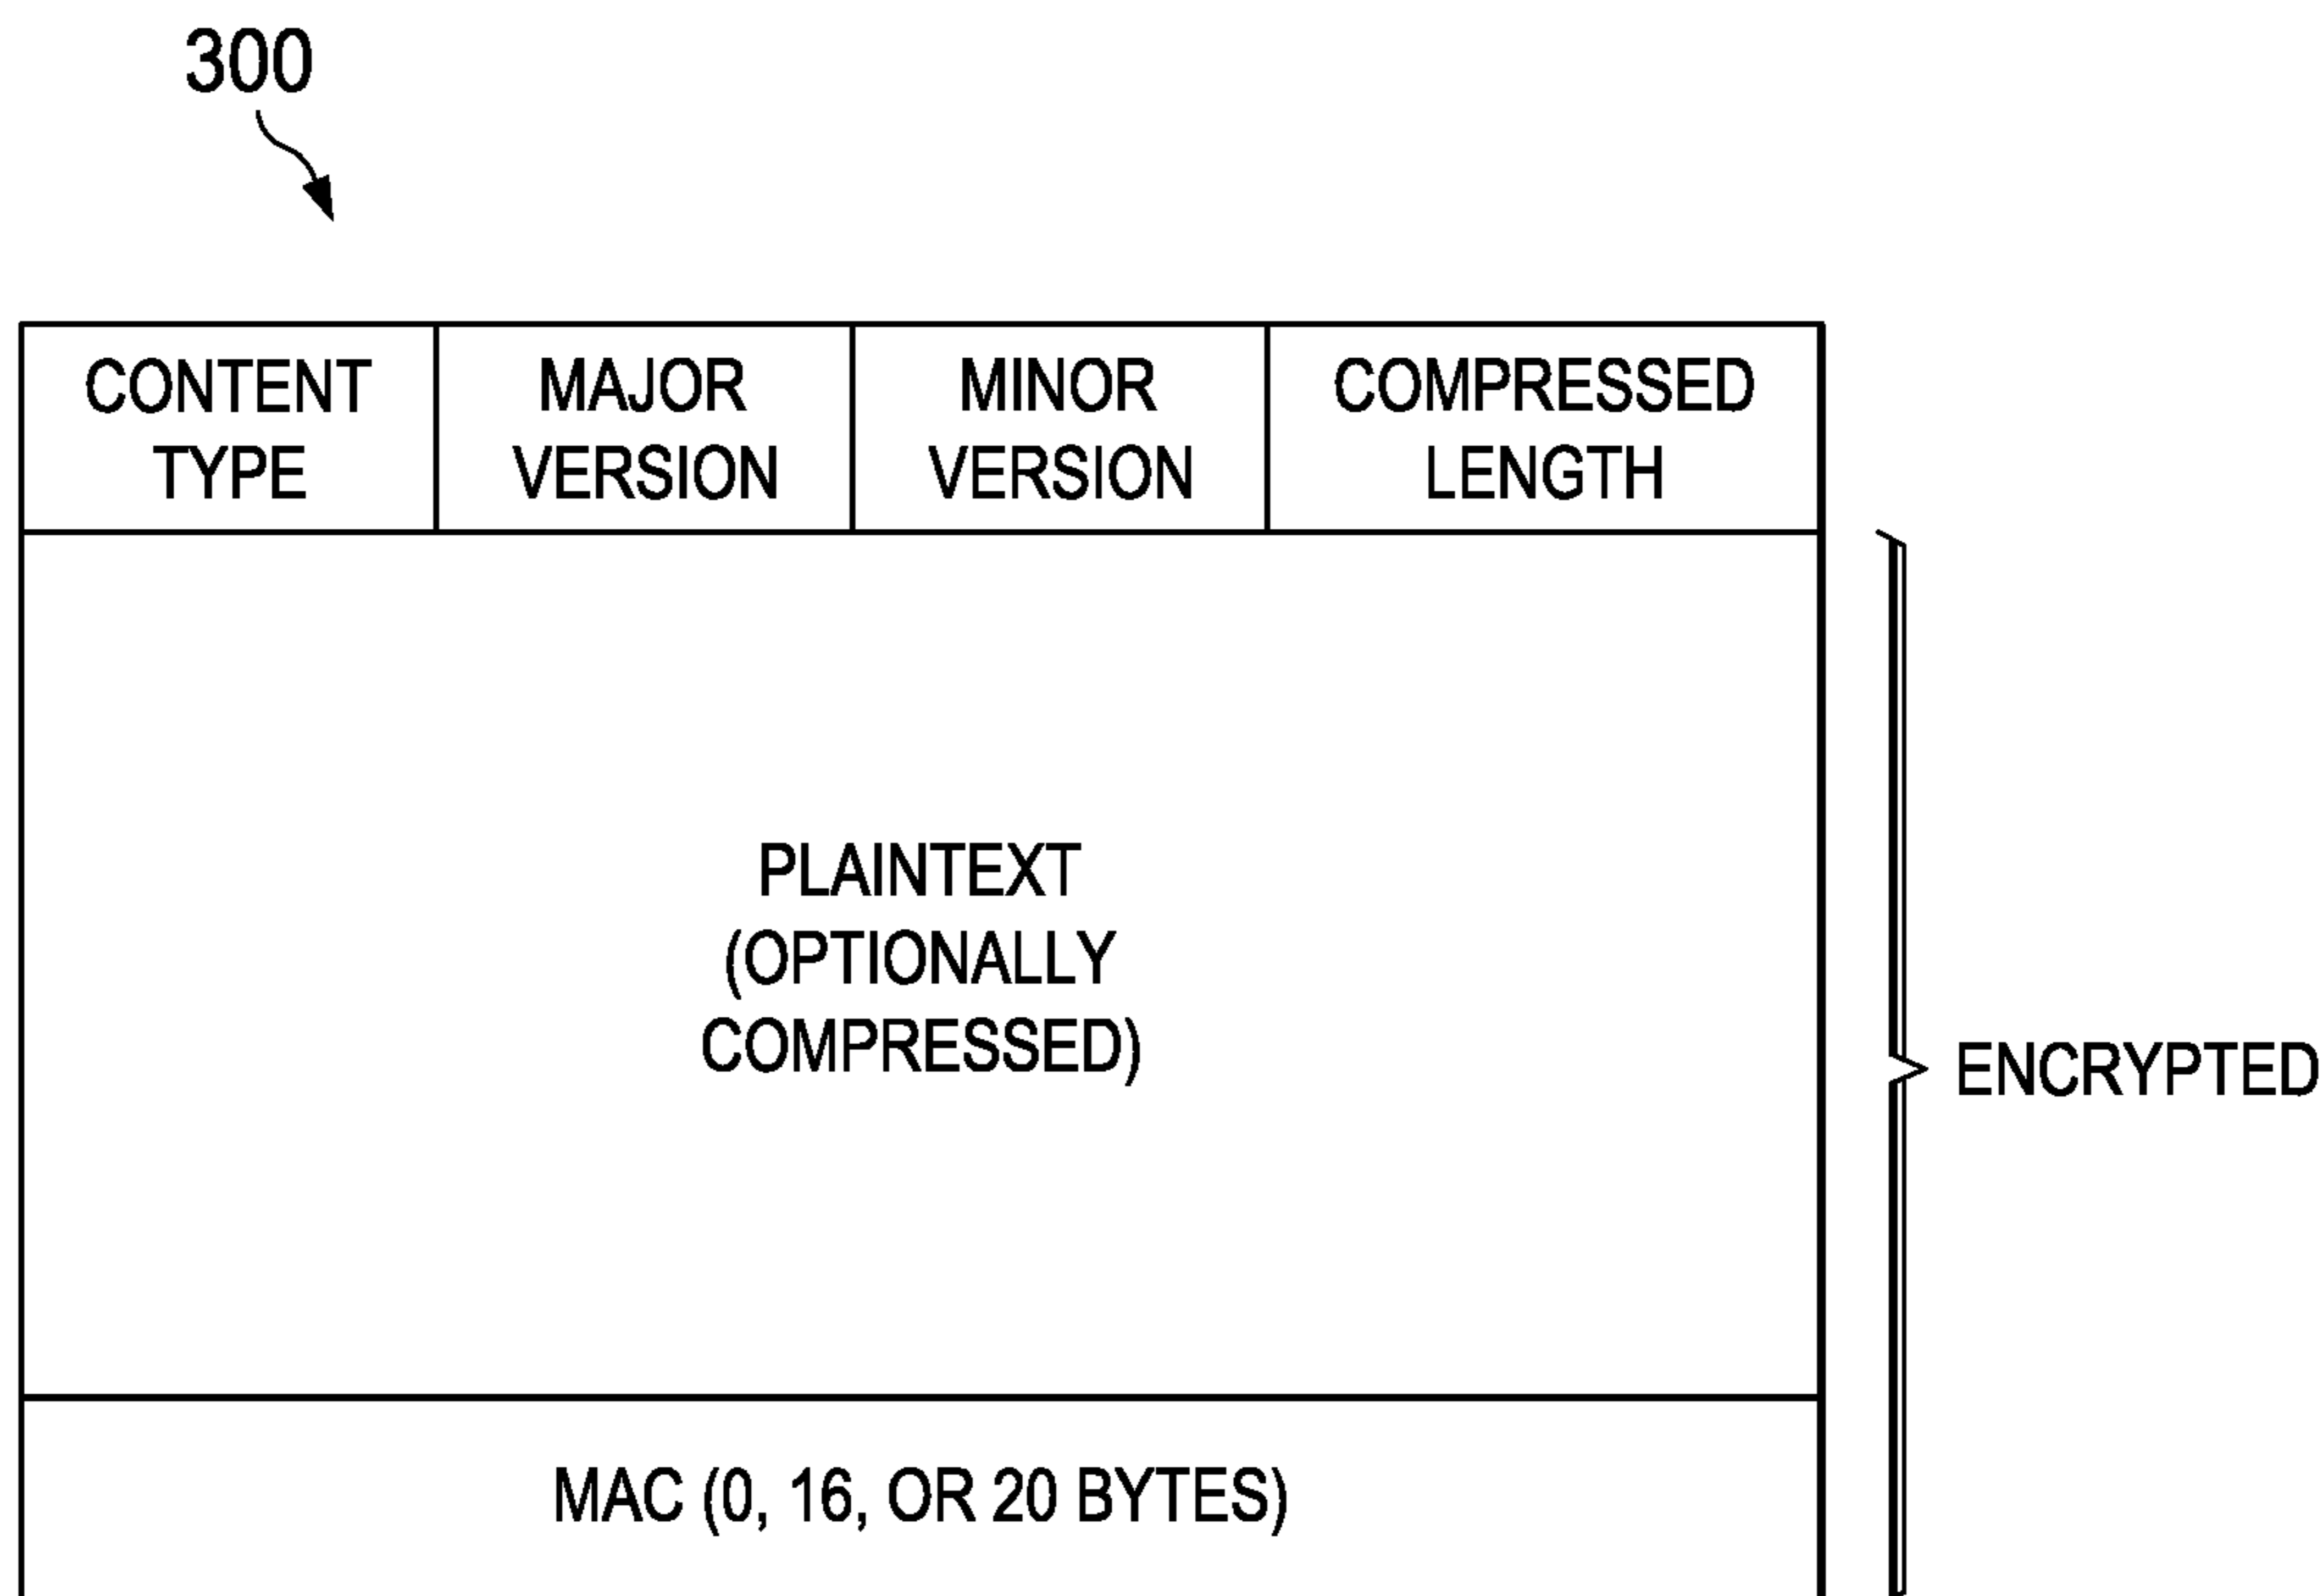 300
CONTENT TYPE
MAJOR VERSION
MINOR VERSION
COMPRESSED LENGTH
PLAINTEXT
(OPTIONALLY
COMPRESSED)
ENCRYPTED
MAC (0, 16, OR 20 BYTES)